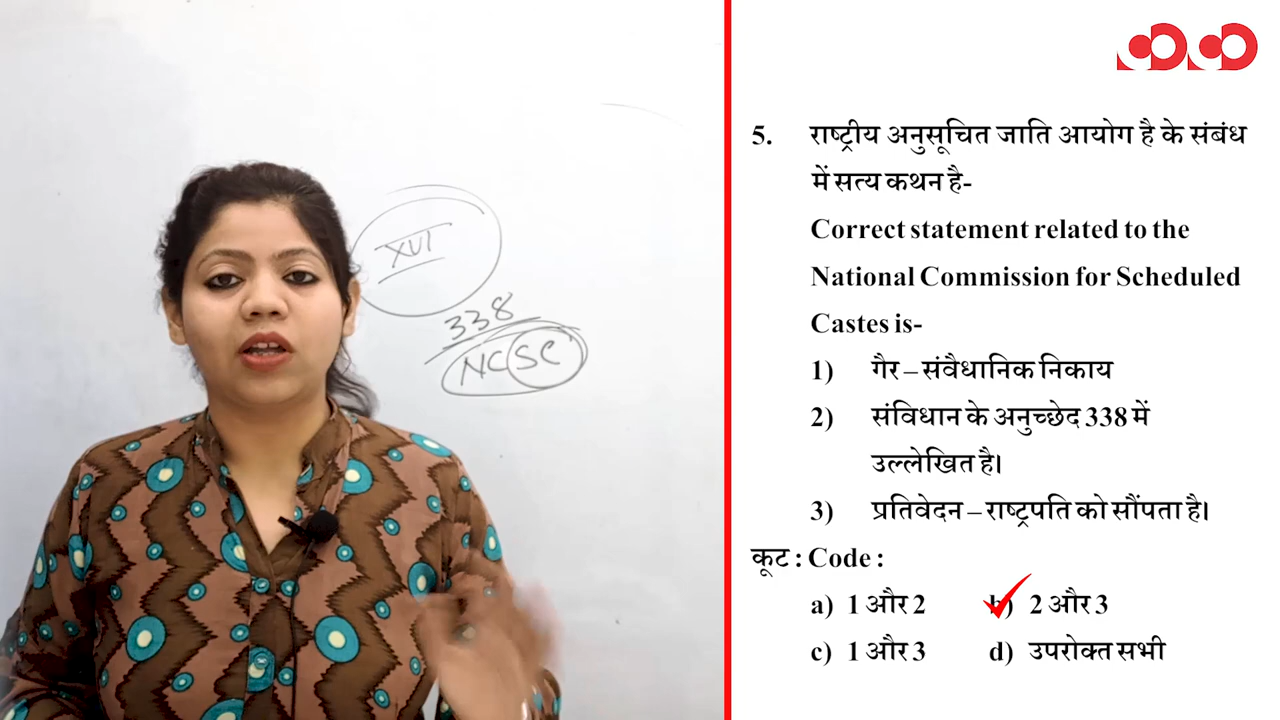 XVI
338
NCSC
5. राष्ट्रीय अनुसूचित जाति आयोग है के संबंध
में सत्य कथन है-
Correct statement related to the
National Commission for Scheduled
Castes is-
1) गैर – संवैधानिक निकाय
2) संविधान के अनुच्छेद 338 में
उल्लेखित है।
3) प्रतिवेदन – राष्ट्रपति को सौंपता है।
कूट : Code :
a) 1 और 2 b) 2 और 3
c) 1 और 3 d) उपरोक्त सभी